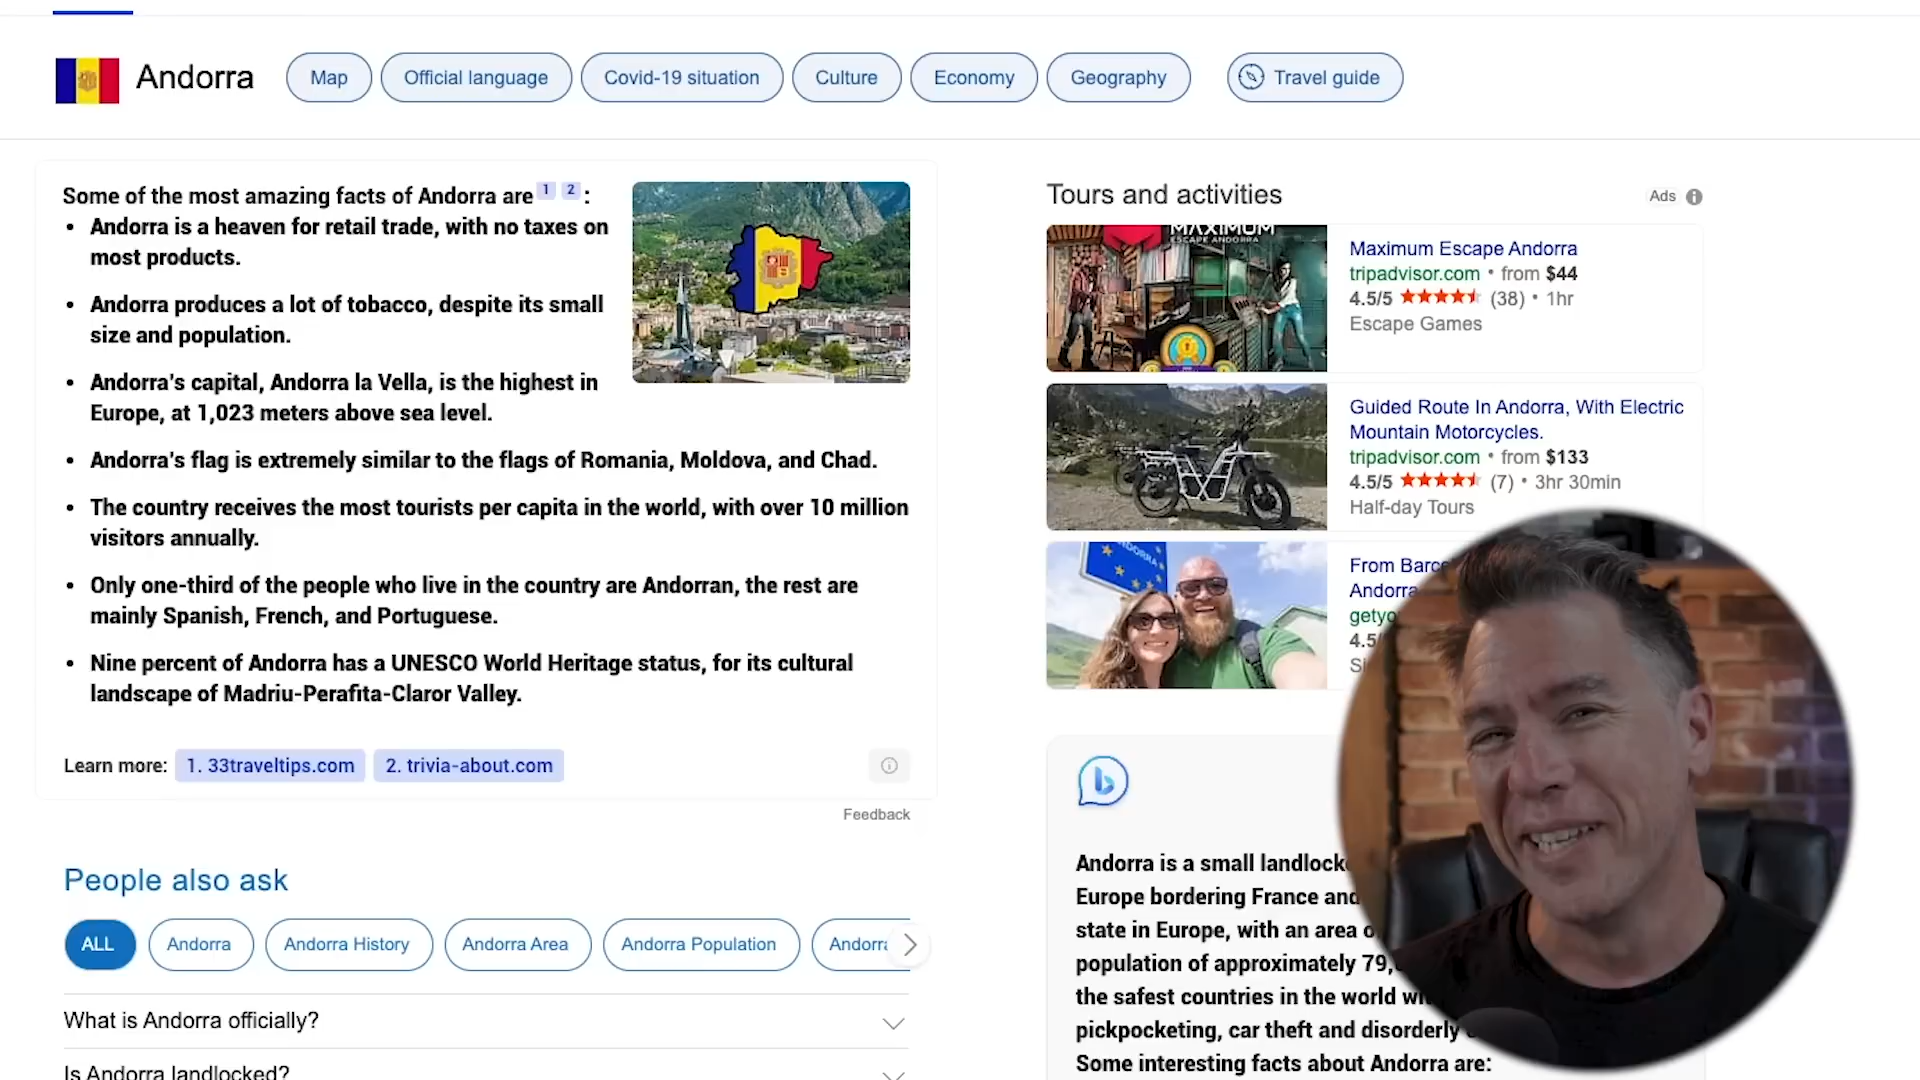 Andorra
Map
Official language
Covid-19 situation
Culture
Economy
Geography
Travel guide
Some of the most amazing facts of Andorra are 1 2 :
• Andorra is a heaven for retail trade, with no taxes on
most products.
• Andorra produces a lot of tobacco, despite its small
size and population.
• Andorra's capital, Andorra la Vella, is the highest in
Europe, at 1,023 meters above sea level.
• Andorra's flag is extremely similar to the flags of Romania, Moldova, and Chad.
• The country receives the most tourists per capita in the world, with over 10 million
visitors annually.
• Only one-third of the people who live in the country are Andorran, the rest are
mainly Spanish, French, and Portuguese.
• Nine percent of Andorra has a UNESCO World Heritage status, for its cultural
landscape of Madriu-Perafita-Claror Valley.
Learn more: 1. 33traveltips.com 2. trivia-about.com
Feedback
People also ask
ALL
Andorra
Andorra History
Andorra Area
Andorra Population
Andorra
What is Andorra officially?
Is Andorra landlocked?
Tours and activities
Ads
MAXIMUM
ESCAPE ANDORRA
Maximum Escape Andorra
tripadvisor.com • from $44
4.5/5 (38) • 1hr
Escape Games
Guided Route In Andorra, With Electric
Mountain Motorcycles.
tripadvisor.com • from $133
4.5/5 (7) • 3hr 30min
Half-day Tours
From
Andorra
4.5
Andorra is a small
Europe bordering France and
state in Europe, with an area
population of approximately 79,
the safest countries in the world
pickpocketing, car theft and disorderly
Some interesting facts about Andorra are: